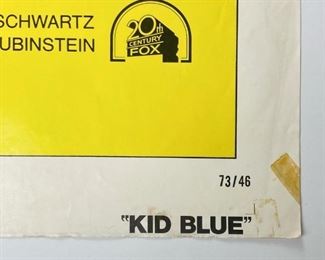 SCHWARTZ
UBINSTEIN
20th
CENTURY
FOX
73/46
"KID BLUE"